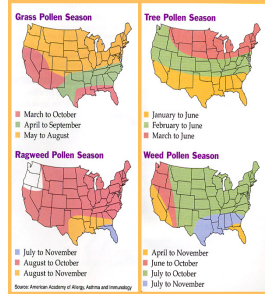 Grass Pollen Season
March to October
April to September
May to August
Tree Pollen Season
January to June
February to June
March to June
Ragweed Pollen Season
July to November
August to October
August to November
Source: American Academy of Allergy, Asthma and Immunology
Weed Pollen Season
April to November
June to October
July to October
July to November